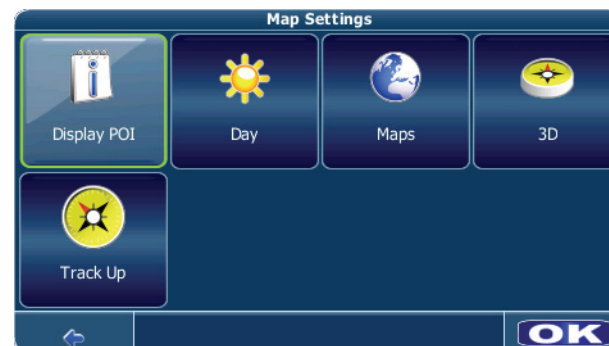 Map Settings
Display POI
Day
Maps
3D
Track Up
OK